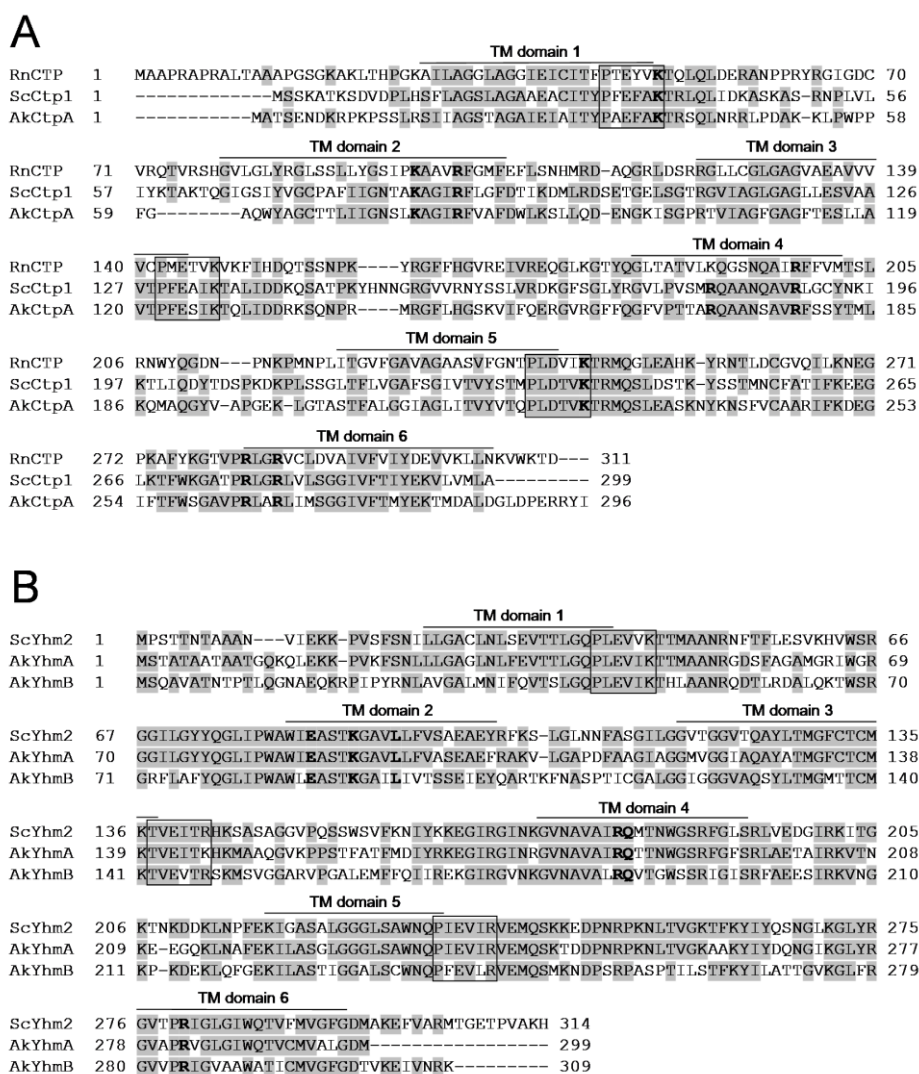 A
TM domain 1
RnCTP 1 MAAPRAPRALTAAAPGSGKAKLTHPGKAILAGGLAGGIEICITFPTEYVKTQLQLDERANPPRYRGIGDC 70
ScCtp1 1 -------------MSSKATKSDVDPLHSFLAGSLAGAAEACITYPFEFAKTRLQLIDKASKAS-RNPLVL 56
AkCtpA 1 -----------MATSENDKRPKPSSLRSIIAGSTAGAIEIAITYPAEFAKTRSQLNRRLPDAK-KLPWPP 58
TM domain 2 TM domain 3
RnCTP 71 VRQTVRSHGVLGLYRGLSSLLYGSIPKAAVRFGMFEFLSNHMRD-AQGRLDSRRGLLCGLGAGVAEAVVV 139
ScCtp1 57 IYKTAKTQGIGSIYVGCPAFIIGNTAKAGIRFLGFDTIKDMLRDSETGELSGTRGVIAGLGAGLLESVAA 126
AkCtpA 59 FG--------AQWYAGCTTLIIGNSLKAGIRFVAFDWLKSLLQD-ENGKISGPRTVIAGFGAGFTESLLA 119
TM domain 4
RnCTP 140 VCPMETVKVKFIHDQTSSNPK----YRGFFHGVREIVREQGLKGTYQGLTATVLKQGSNQAIRFFVMTSL 205
ScCtp1 127 VTPFEAIKTALIDDKQSATPKYHNNGRGVVRNYSSLVRDKGFSGLYRGVLPVSMRQAANQAVRLGCYNKI 196
AkCtpA 120 VTPFESIKTQLIDDRKSQNPR----MRGFLHGSKVIFQERGVRGFFQGFVPTTARQAANSAVRFSSYTML 185
TM domain 5
RnCTP 206 RNWYQGDN---PNKPMNPLITGVFGAVAGAASVFGNTPLDVIKTRMQGLEAHK-YRNTLDCGVQILKNEG 271
ScCtp1 197 KTLIQDYTDSPKDKPLSSGLTFLVGAFSGIVTVYSTMPLDTVKTRMQSLDSTK-YSSTMNCFATIFKEEG 265
AkCtpA 186 KQMAQGYV-APGEK-LGTASTFALGGIAGLITVYVTQPLDTVKTRMQSLEASKNYKNSFVCAARIFKDEG 253
TM domain 6
RnCTP 272 PKAFYKGTVPRLGRVCLDVAIVFVIYDEVVKLLNKVWKTD--- 311
ScCtp1 266 LKTFWKGATPRLGRLVLSGGIVFTIYEKVLVMLA--------- 299
AkCtpA 254 IFTFWSGAVPRLARLIMSGGIVFTMYEKTMDALDGLDPERRYI 296
B
TM domain 1
ScYhm2 1 MPSTTNTAAAN---VIEKK-PVSFSNILLGACLNLSEVTTLGQPLEVVKTTMAANRNFTFLESVKHVWSR 66
AkYhmA 1 MSTATAATAATGQKQLEKK-PVKFSNLLLGAGLNLFEVTTLGQPLEVIKTTMAANRGDSFAGAMGRIWGR 69
AkYhmB 1 MSQAVATNTPTLQGNAEQKRPIPYRNLAVGALMNIFQVTSLGQPLEVIKTHLAANRQDTLRDALQKTWSR 70
TM domain 2 TM domain 3
ScYhm2 67 GGILGYYQGLIPWAWIEASTKGAVLLFVSAEAEYRFKS-LGLNNFASGILGGVTGGVTQAYLTMGFCTCM 135
AkYhmA 70 GGILGYYQGLIPWAWIEASTKGAVLLFVASEAEFRAKV-LGAPDFAAGIAGGMVGGIAQAYLTMGFCTCM 138
AkYhmB 71 GRFLAFYQGLIPWAWLEASTKGAILIVTSSEIEYQARTKFNASPTICGALGGIGGGVAQSYLTMGMTTCM 140
TM domain 4
ScYhm2 136 KTVEITRHKSASAGGVPQSSWSVFKNIYKKEGIRGINKGVNAVAIRQMTNWGSRFGLSRLVEDGIRKITG 205
AkYhmA 139 KTVEITKHKMAAQGVKPPSTFATFMDIYRKEGIRGINRGVNAVAIRQTTNWGSRFGFSRLAETAIRKVTN 208
AkYhmB 141 KTVEVTRSKMSVGGARVPGALEMFFQIIREKGIRGVNKGVNAVALRQVTGWSSRIGISRFAEESIRKVNG 210
TM domain 5
ScYhm2 206 KTNKDDKLNPFEKIGASALGGGLSAWNQPIEVIRVEMQSKKEDPNRPKNLTVGKTFKYIYQSNGLKGLYR 275
AkYhmA 209 KE-EGQKLNAFEKILASGLGGGLSAWNQPIEVIRVEMQSKTDDPNRPKNLTVGKAAKYIYDQNGIKGLYR 277
AkYhmB 211 KP-KDEKLQFGEKILASTIGGALSCWNQPFEVLRVEMQSMKNDPSRPASPTILSTFKYILATTGVKGLFR 279
TM domain 6
ScYhm2 276 GVTPRIGLGIWQTVFMVGFGDMAKEFVARMTGETPVAKH 314
AkYhmA 278 GVAPRVGLGIWQTVCMVALGDM----------------- 299
AkYhmB 280 GVVPRIGVAAWATICMVGFGDTVKEIVNRK--------- 309